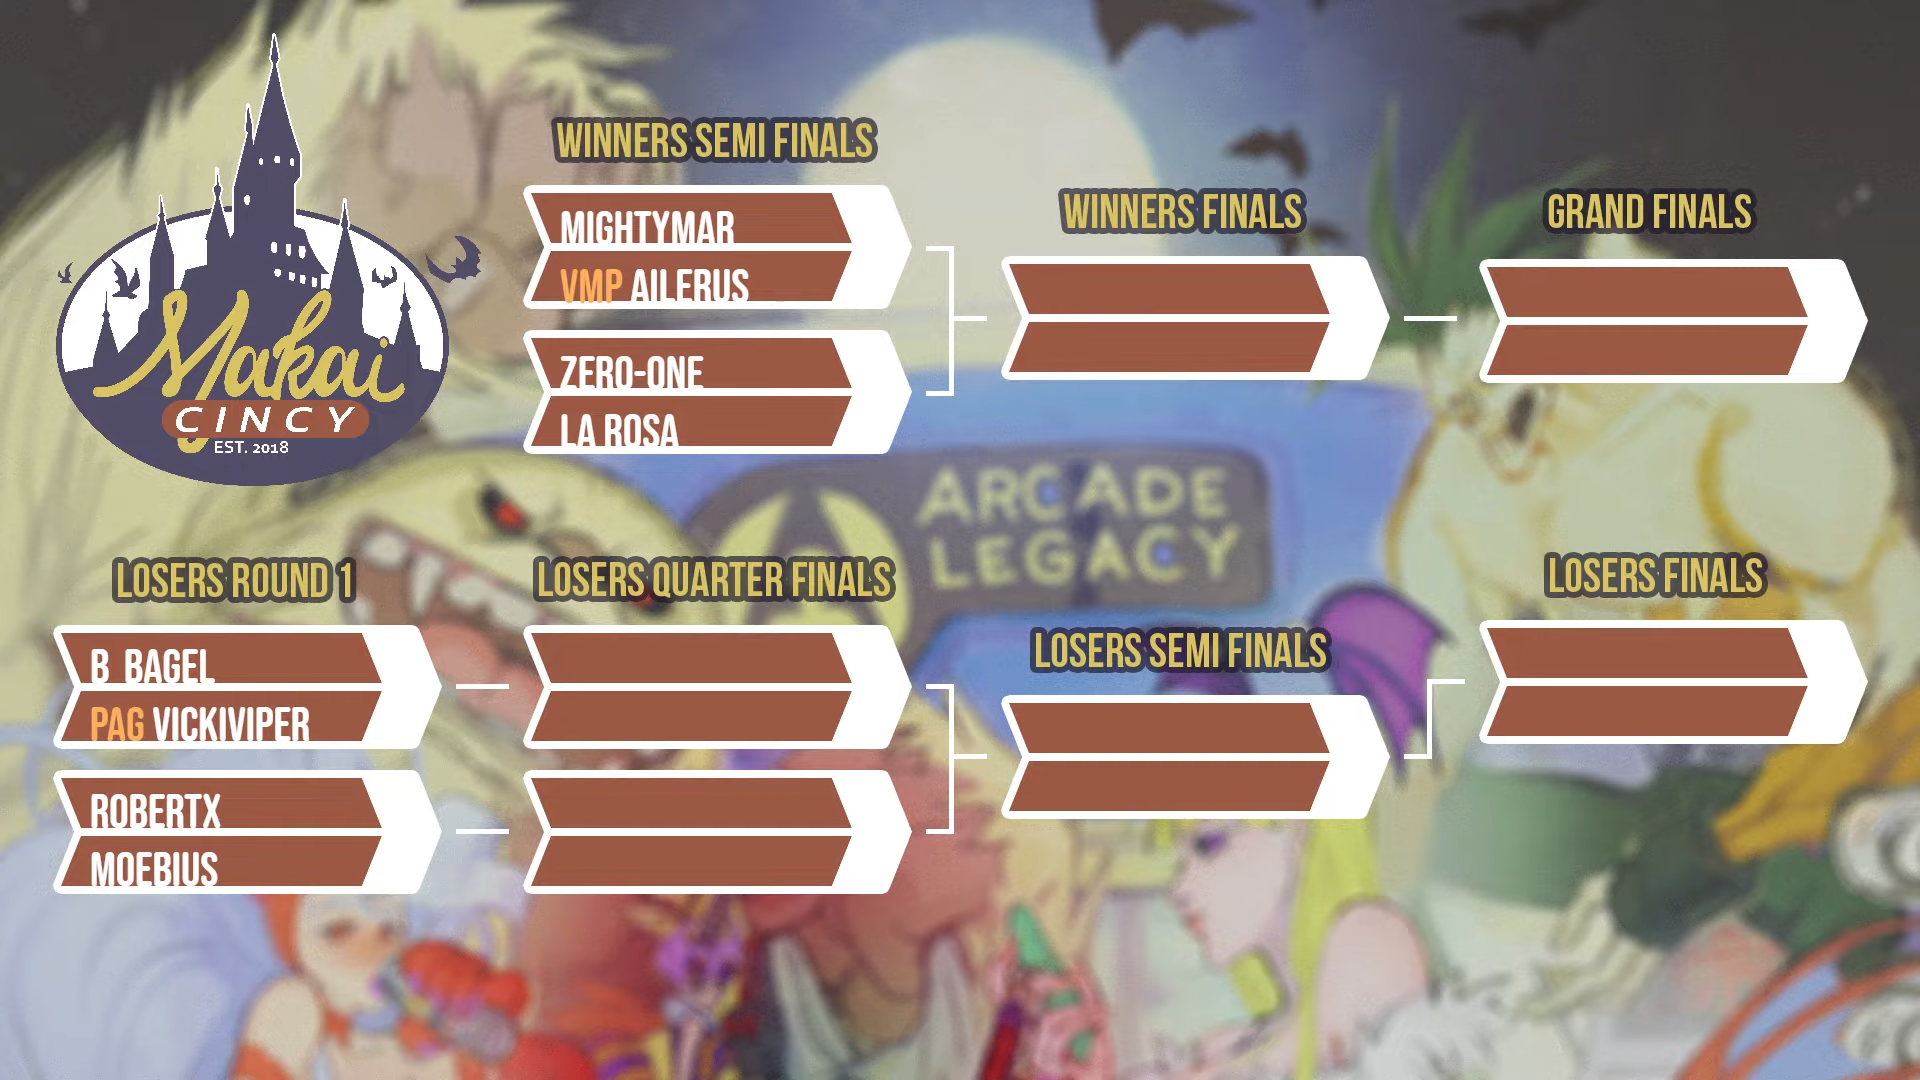 Makai
CINCY
EST. 2018
WINNERS SEMI FINALS
MIGHTYMAR
VMP AILERUS
ZERO-ONE
LA ROSA
WINNERS FINALS
GRAND FINALS
ARCADE
LEGACY
LOSERS ROUND 1
B BAGEL
PAG VICKIVIPER
ROBERTX
MOEBIUS
LOSERS QUARTER FINALS
LOSERS SEMI FINALS
LOSERS FINALS